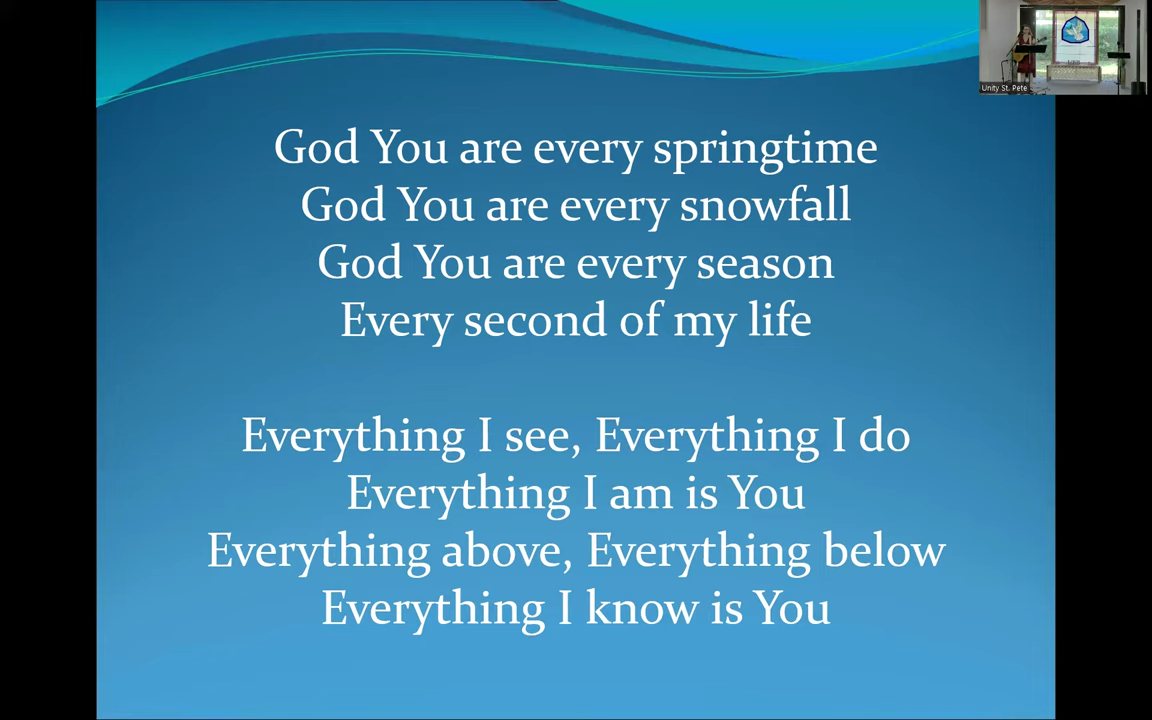 God You are every springtime
God You are every snowfall
God You are every season
Every second of my life
Everything I see, Everything I do
Everything I am is You
Everything above, Everything below
Everything I know is You
Unity St. Pete